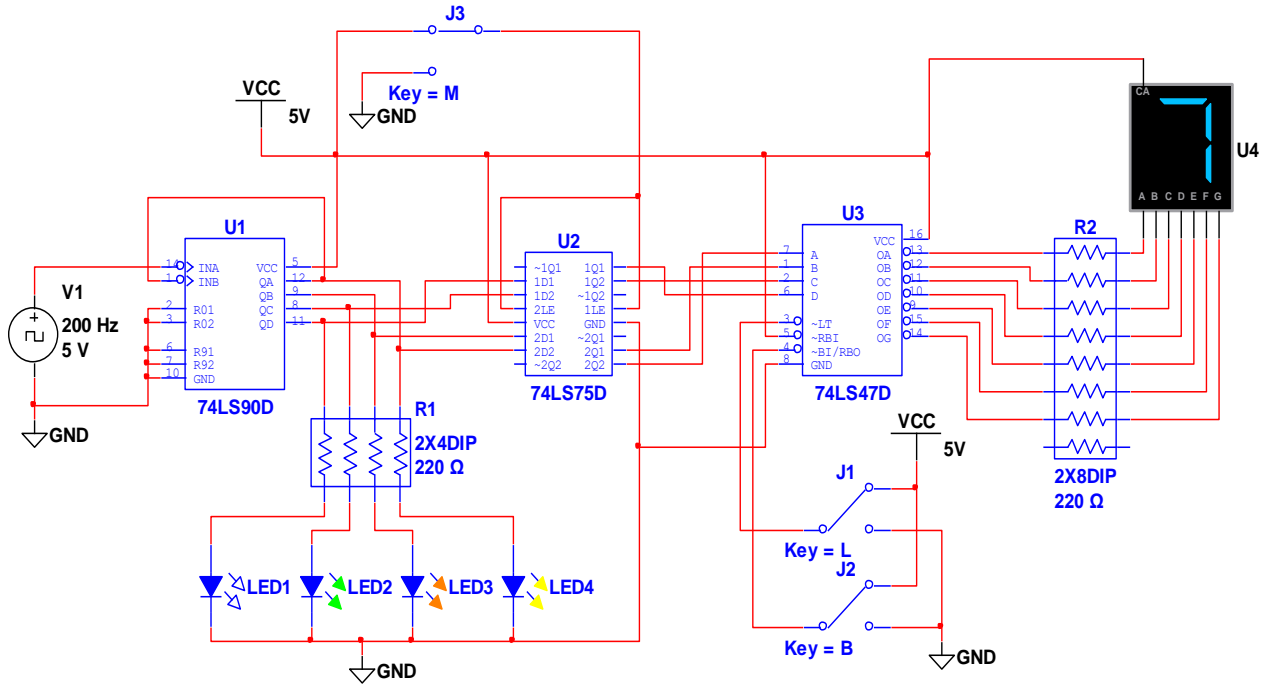 J3
Key = M
GND
VCC
5V
CA
U4
A B C D E F G
U1
14 INA
1 INB
2 R01
3 R02
6 R91
7 R92
10 GND
VCC 5
QA 12
QB 9
QC 8
QD 11
74LS90D
V1
200 Hz
5 V
GND
U2
~1Q1
1D1
1D2
2LE
VCC
2D1
2D2
~2Q2
1Q1
1Q2
~1Q2
1LE
GND
~2Q1
2Q1
2Q2
74LS75D
U3
7 A
1 B
2 C
6 D
3 ~LT
5 ~RBI
4 ~BI/RBO
8 GND
VCC 16
OA 13
OB 12
OC 11
OD 10
OE 9
OF 15
OG 14
74LS47D
R2
2X8DIP
220 Ω
R1
2X4DIP
220 Ω
VCC
5V
J1
Key = L
J2
Key = B
GND
LED1
LED2
LED3
LED4
GND